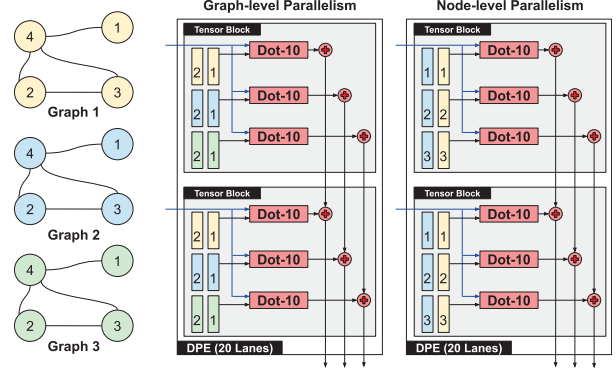 4
1
2
3
Graph 1
4
1
2
3
Graph 2
4
1
2
3
Graph 3
Graph-level Parallelism
Tensor Block
2 1 Dot-10
2 1 Dot-10
2 1 Dot-10
Tensor Block
2 1 Dot-10
2 1 Dot-10
2 1 Dot-10
DPE (20 Lanes)
Node-level Parallelism
Tensor Block
1 1 Dot-10
2 2 Dot-10
3 3 Dot-10
Tensor Block
1 1 Dot-10
2 2 Dot-10
3 3 Dot-10
DPE (20 Lanes)